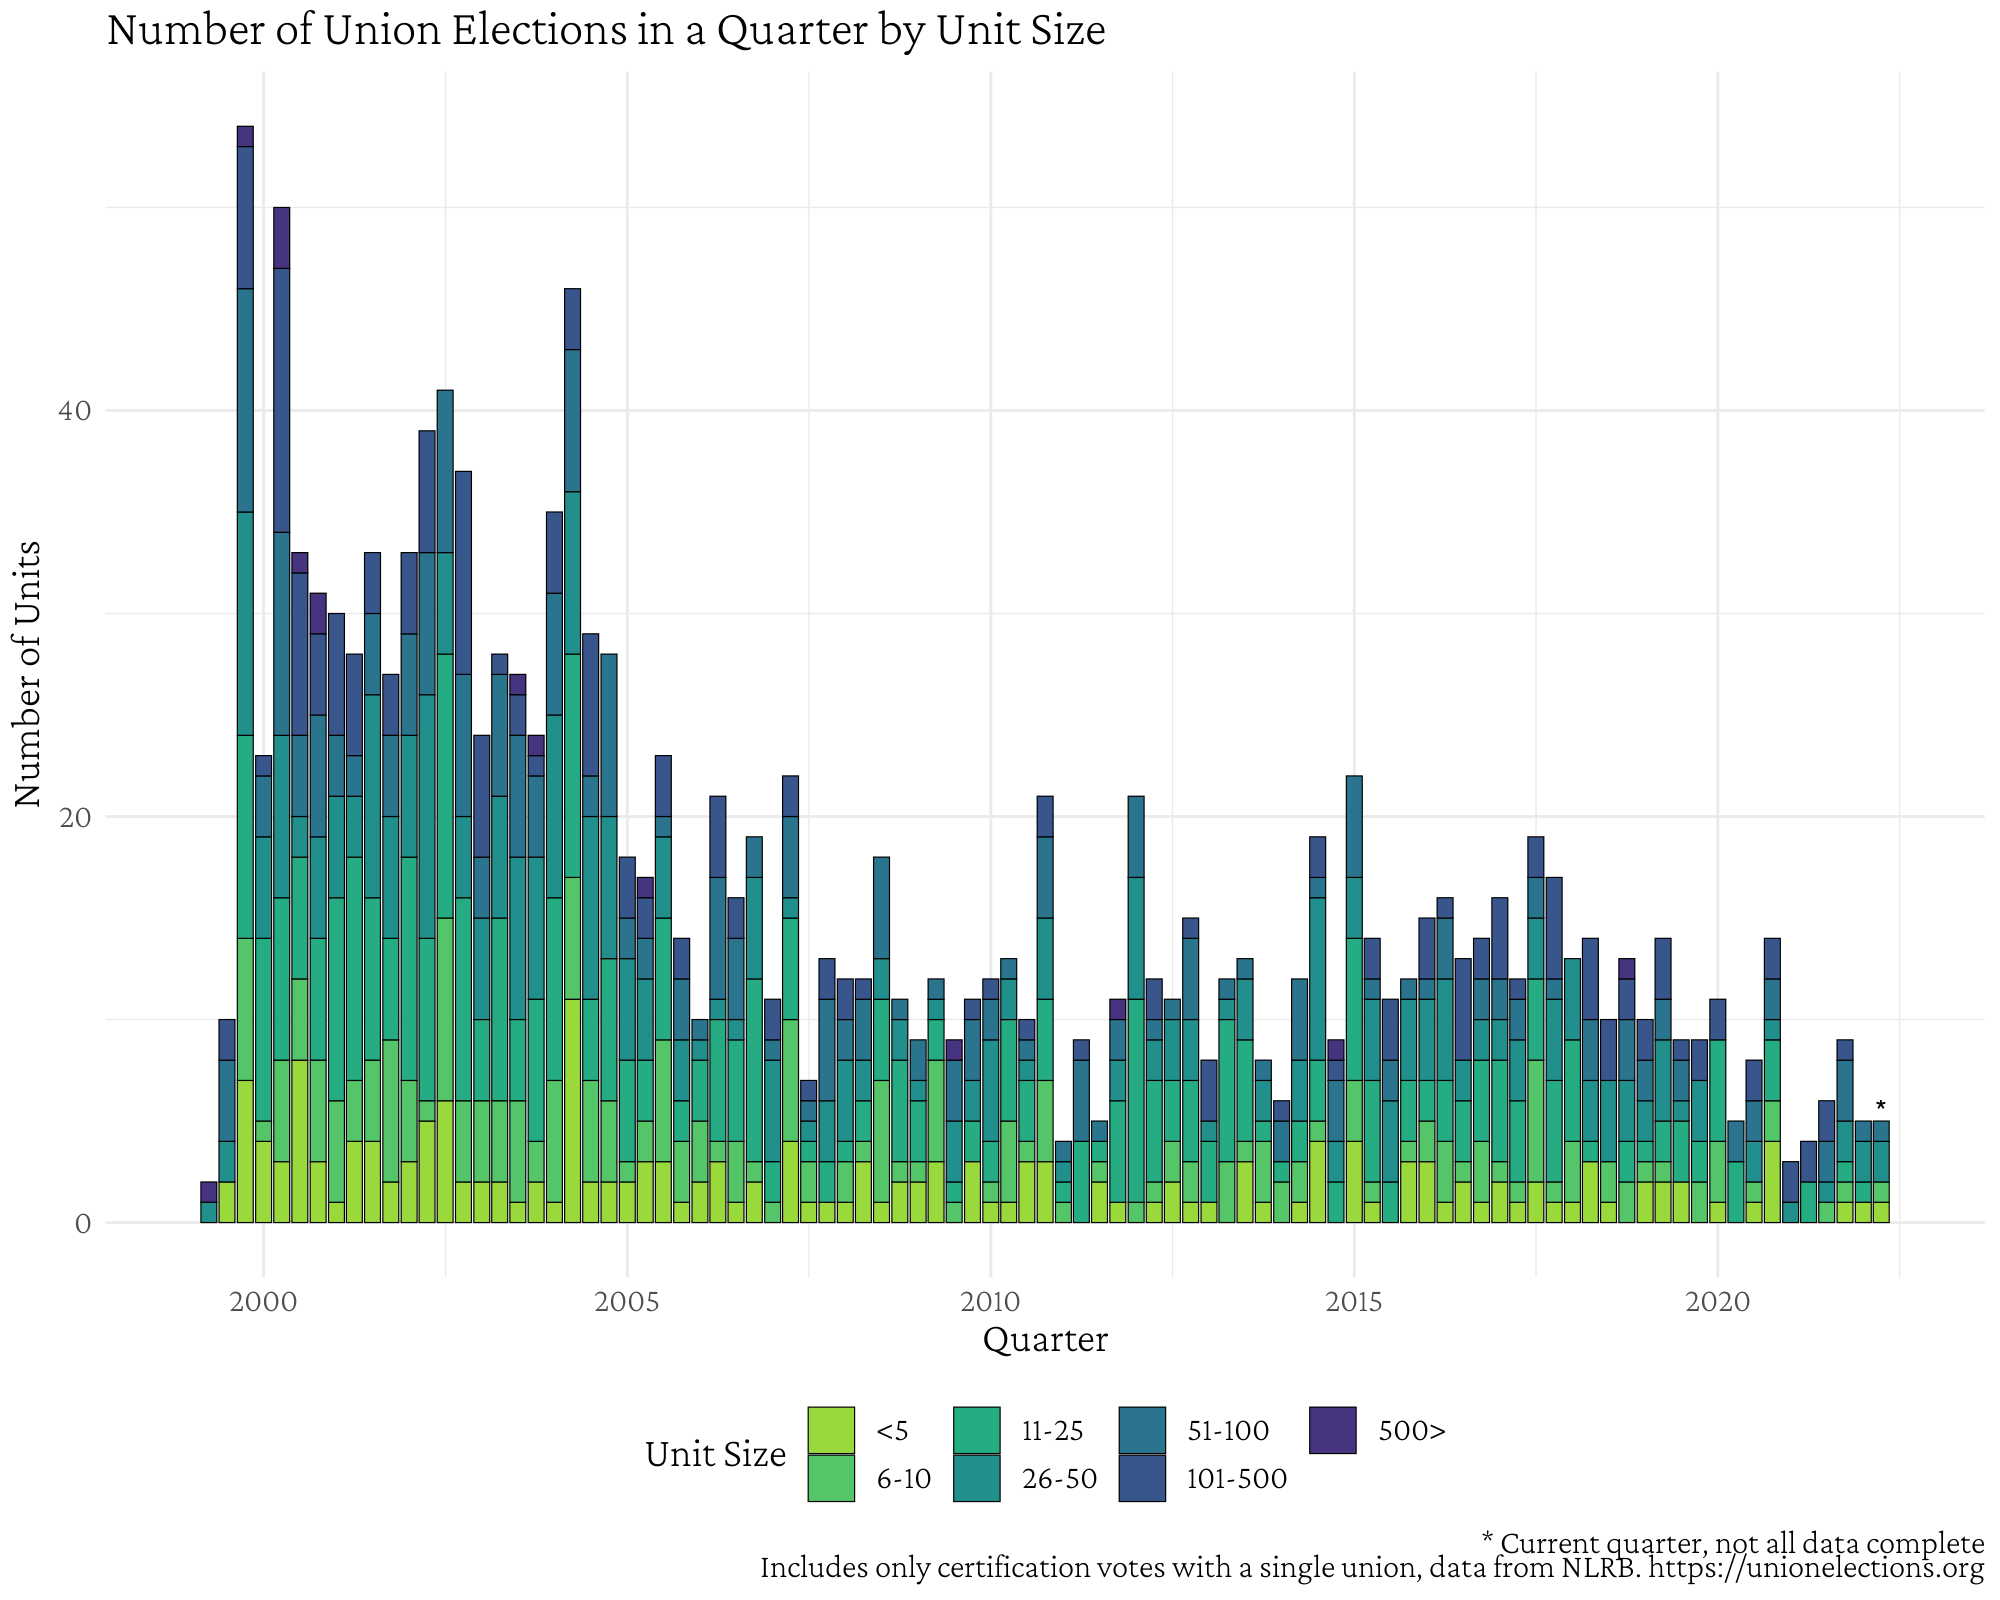 Number of Union Elections in a Quarter by Unit Size
Number of Units
40
20
0
*
2000 2005 2010 2015 2020
Quarter
Unit Size
<5 11-25 51-100 500>
6-10 26-50 101-500
* Current quarter, not all data complete
Includes only certification votes with a single union, data from NLRB. https://unionelections.org